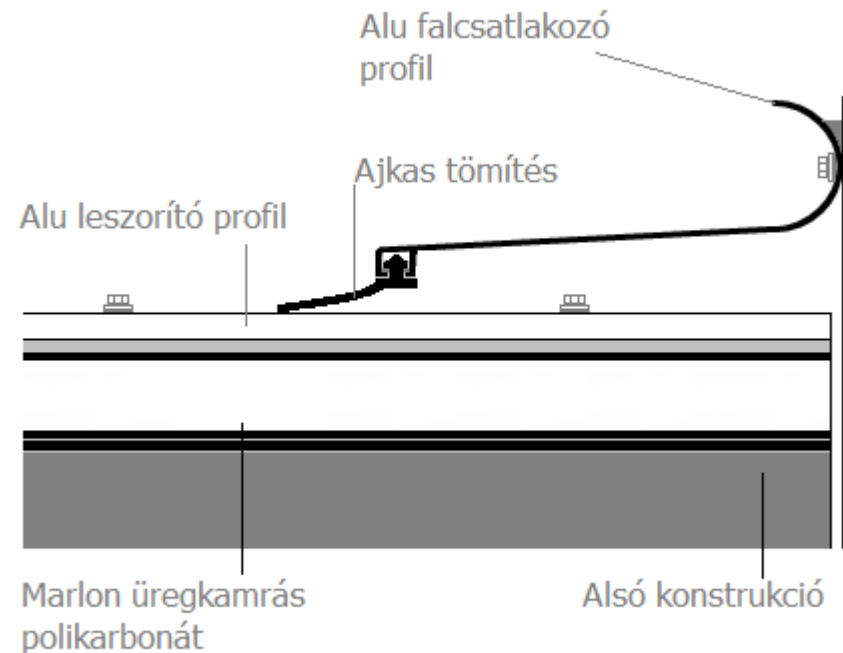 Alu falcsatlakozó
profil
Ajkas tömítés
Alu leszorító profil
Marlon üregkamrás
polikarbonát
Alsó konstrukció